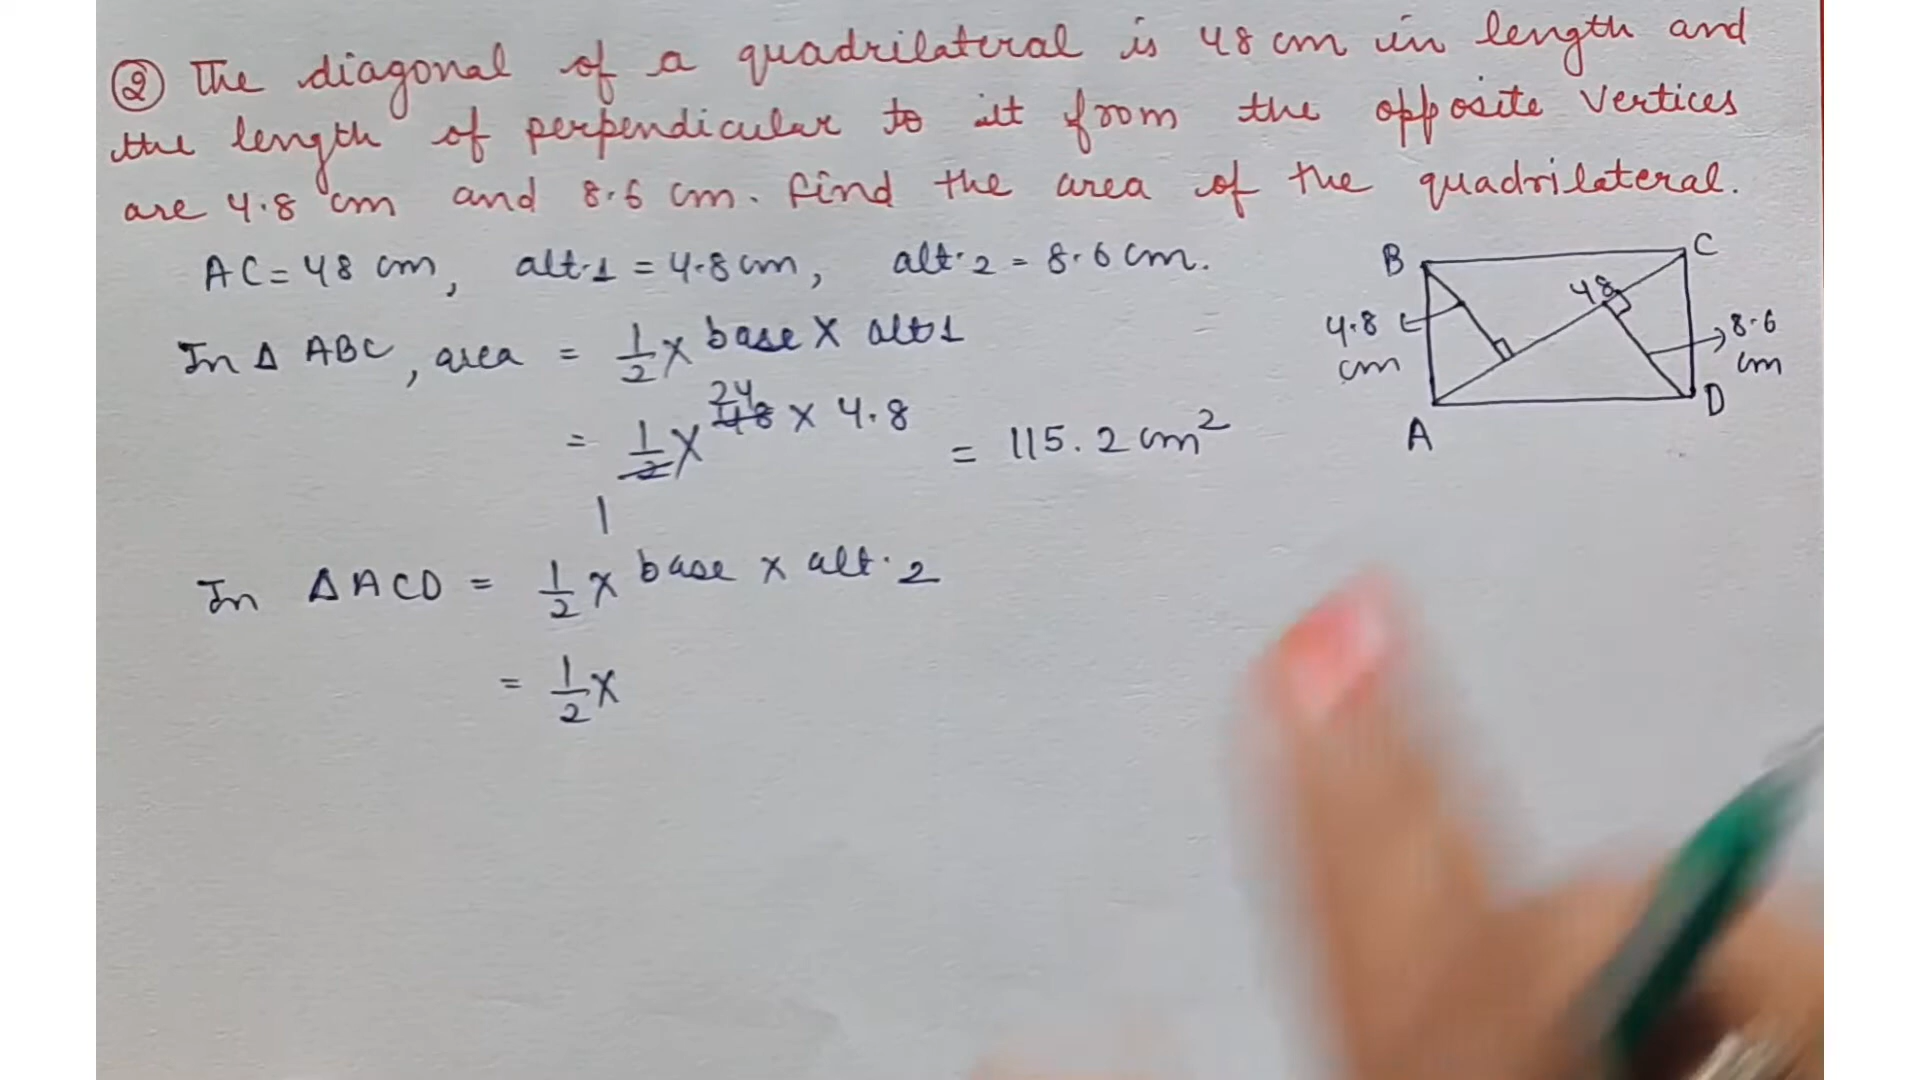 ② The diagonal of a quadrilateral is 48 cm in length and
the length of perpendicular to it from the opposite vertices
are 4.8 cm and 8.6 cm. Find the area of the quadrilateral.
AC = 48 cm, alt.1 = 4.8 cm, alt.2 = 8.6 cm.
In Δ ABC, area = 1/2 × base × alt1
= 1/2 × 48 × 4.8 = 115.2 cm²
24
1
In ΔACD = 1/2 × base × alt.2
= 1/2 ×
B
C
48
4.8
cm
8.6
cm
A
D